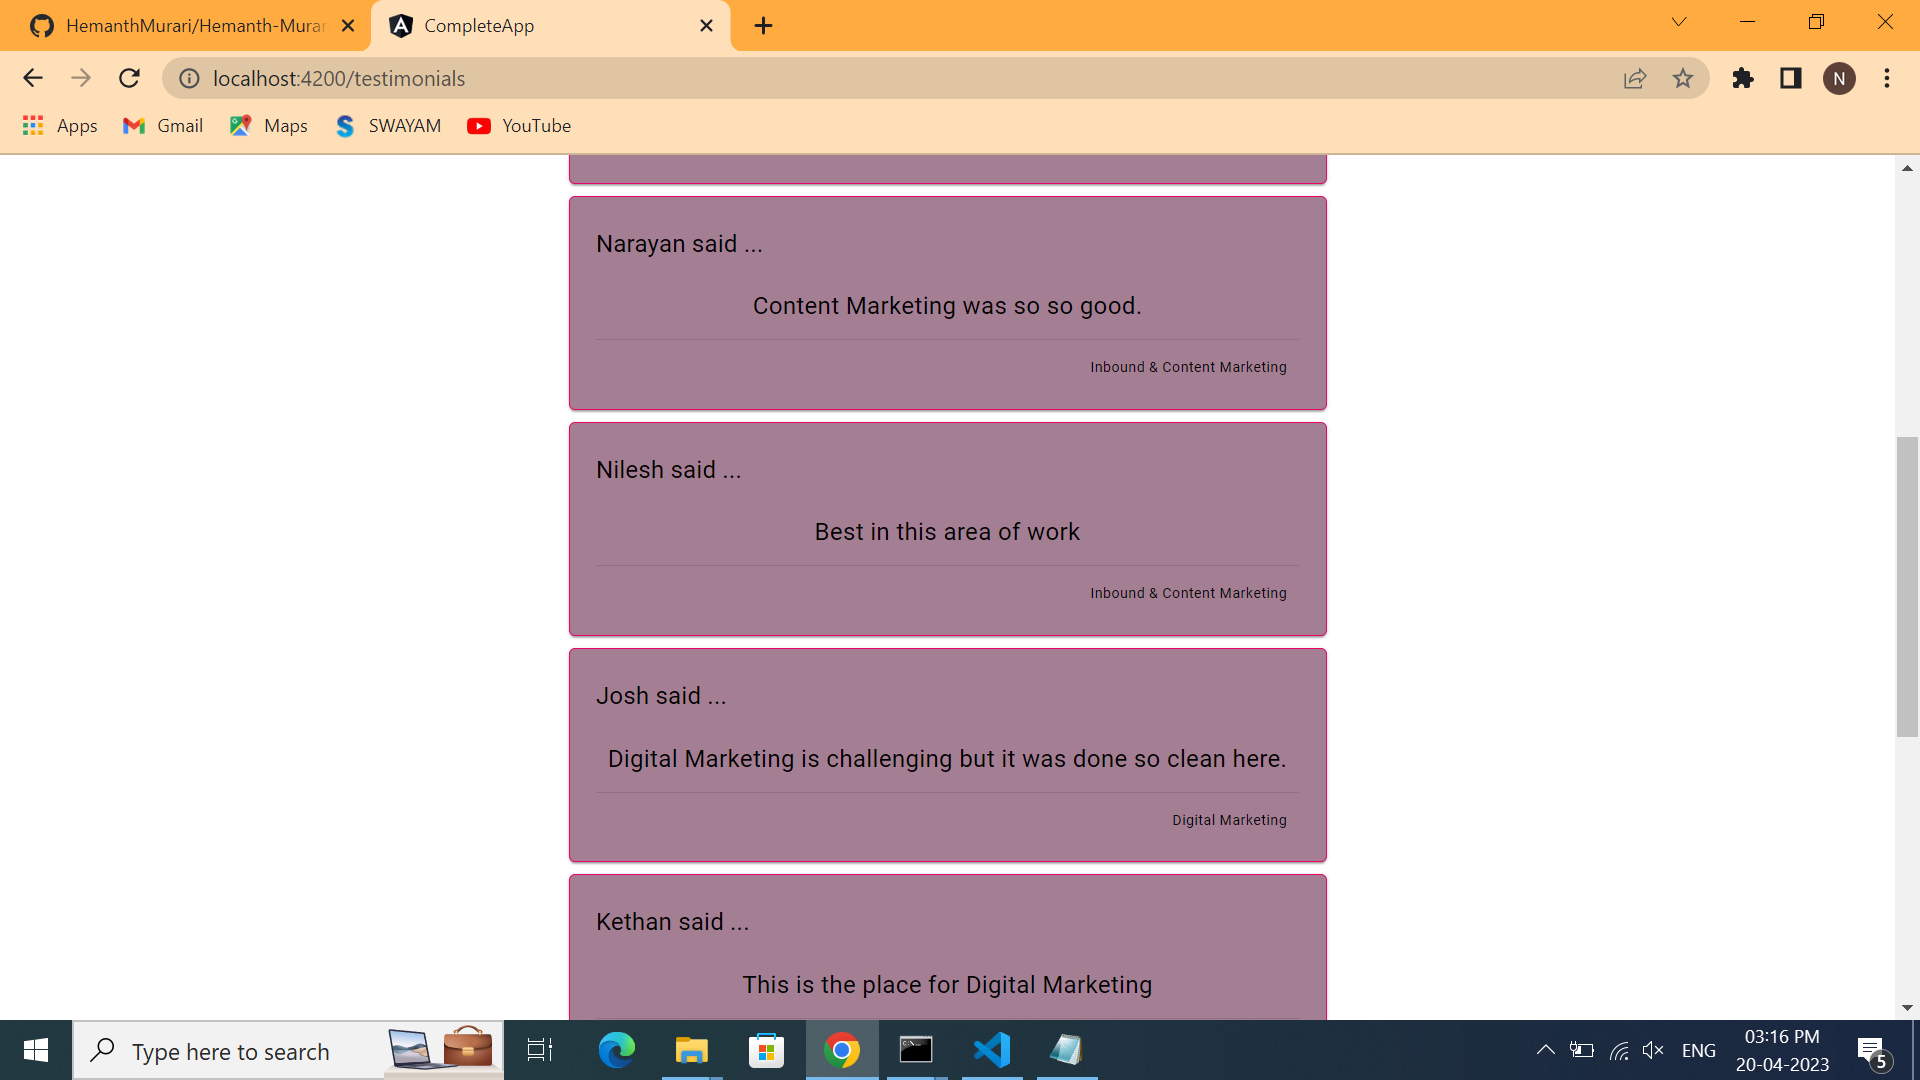 HemanthMurari/Hemanth-Murar
CompleteApp
localhost:4200/testimonials
N
Apps
Gmail
Maps
SWAYAM
YouTube
Narayan said ...
Content Marketing was so so good.
Inbound & Content Marketing
Nilesh said ...
Best in this area of work
Inbound & Content Marketing
Josh said ...
Digital Marketing is challenging but it was done so clean here.
Digital Marketing
Kethan said ...
This is the place for Digital Marketing
Type here to search
ENG
03:16 PM
20-04-2023
5